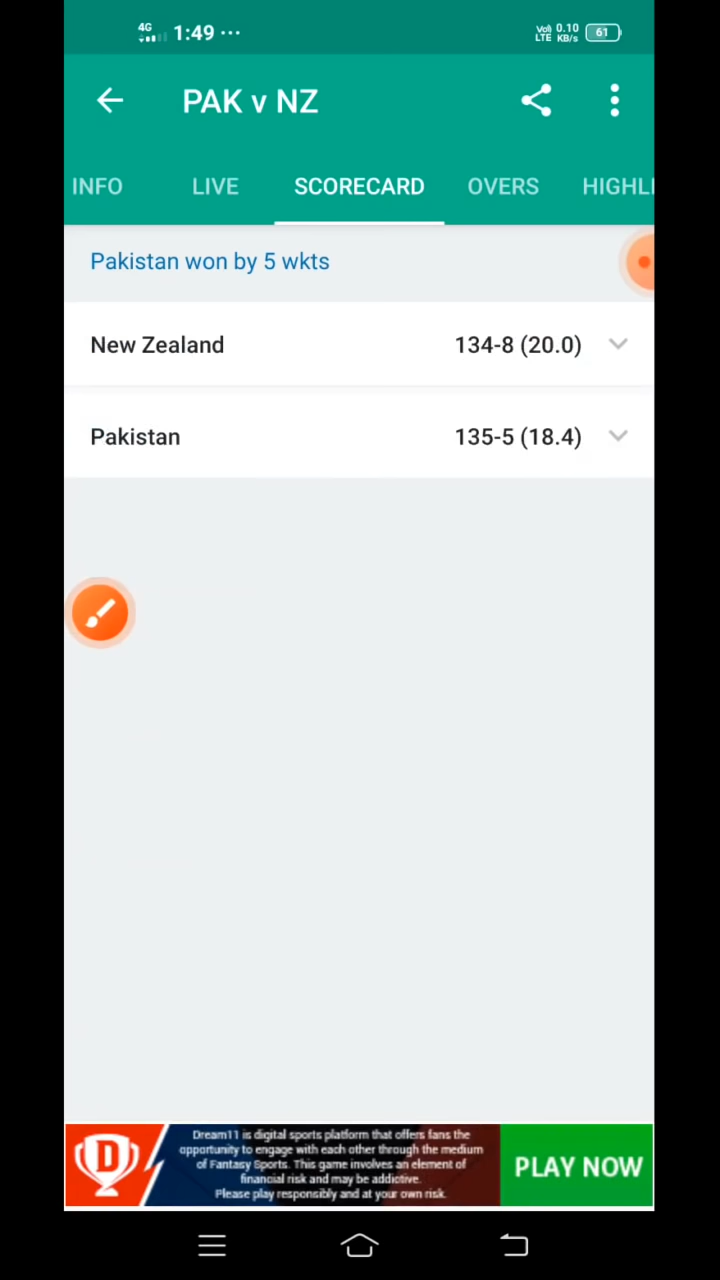 4G 1:49 ··· Vo) LTE 0.10 KB/s 61
PAK v NZ
INFO LIVE SCORECARD OVERS HIGHLI
Pakistan won by 5 wkts
New Zealand 134-8 (20.0)
Pakistan 135-5 (18.4)
D
Dream11 is digital sports platform that offers fans the
opportunity to engage with each other through the medium
of Fantasy Sports. This game involves an element of
financial risk and may be addictive.
Please play responsibly and at your own risk.
PLAY NOW